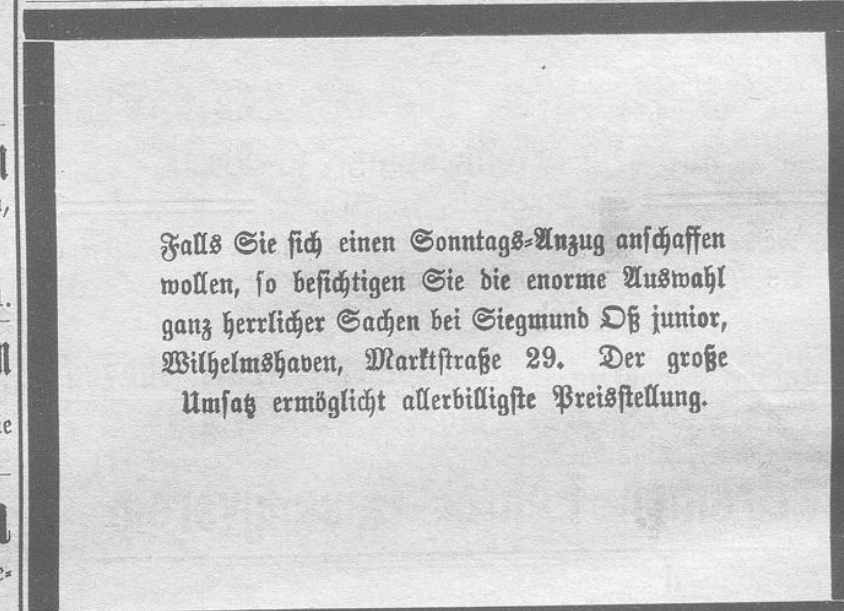 Falls Sie sich einen Sonntags-Anzug anschaffen
wollen, so besichtigen Sie die enorme Auswahl
ganz herrlicher Sachen bei Siegmund Oß junior,
Wilhelmshaven, Marktstraße 29. Der große
Umsatz ermöglicht allerbilligste Preisstellung.